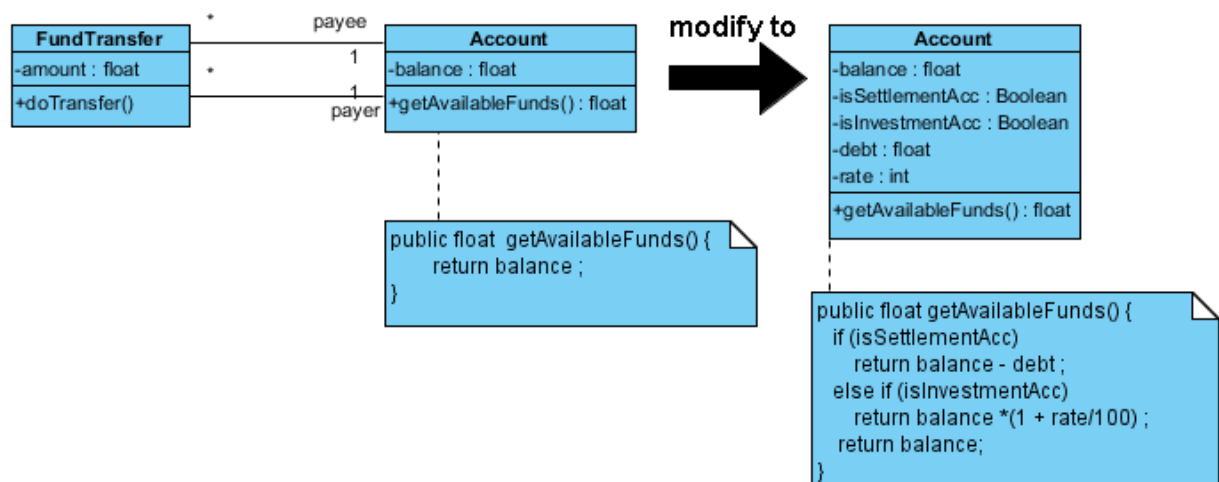 * payee
FundTransfer
-amount : float
+doTransfer()
1
*
1
payer
Account
-balance : float
+getAvailableFunds() : float
public float getAvailableFunds() {
return balance ;
}
modify to
Account
-balance : float
-isSettlementAcc : Boolean
-isInvestmentAcc : Boolean
-debt : float
-rate : int
+getAvailableFunds() : float
public float getAvailableFunds() {
if (isSettlementAcc)
return balance - debt ;
else if (isInvestmentAcc)
return balance *(1 + rate/100) ;
return balance;
}